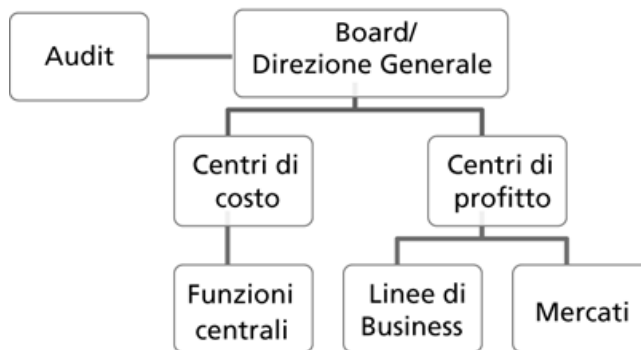 Audit
Board/
Direzione Generale
Centri di
costo
Centri di
profitto
Funzioni
centrali
Linee di
Business
Mercati